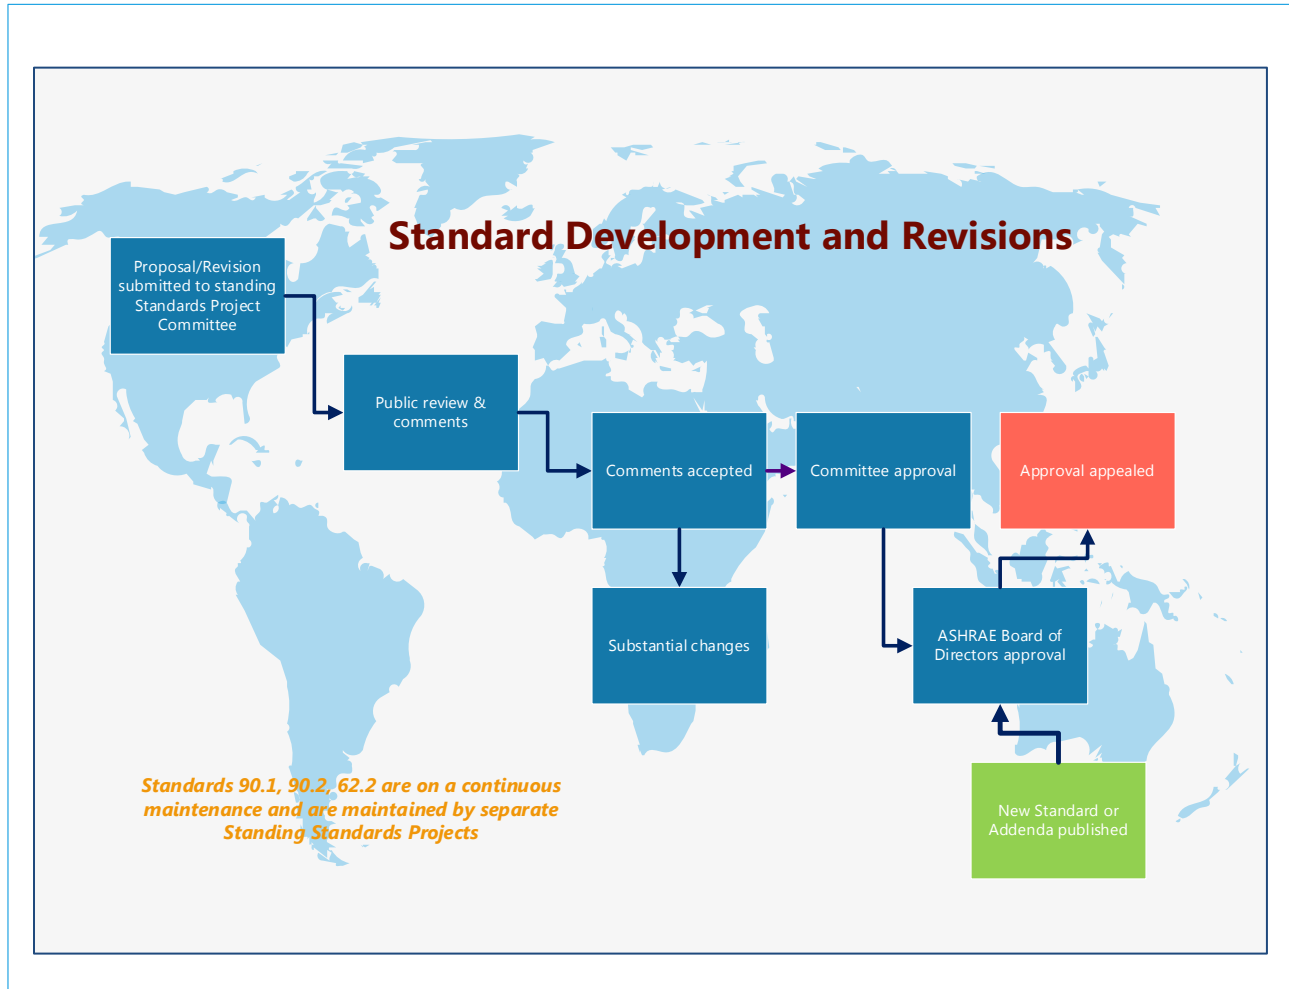 Standard Development and Revisions
Proposal/Revision
submitted to standing
Standards Project
Committee
Public review &
comments
Comments accepted
Committee approval
Approval appealed
Substantial changes
ASHRAE Board of
Directors approval
New Standard or
Addenda published
Standards 90.1, 90.2, 62.2 are on a continuous
maintenance and are maintained by separate
Standing Standards Projects